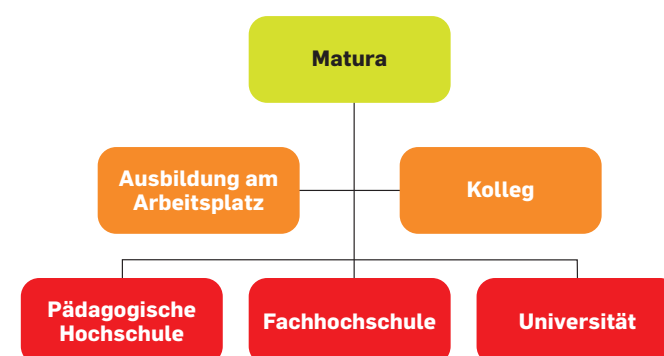 Matura
Ausbildung am
Arbeitsplatz
Kolleg
Pädagogische
Hochschule
Fachhochschule
Universität